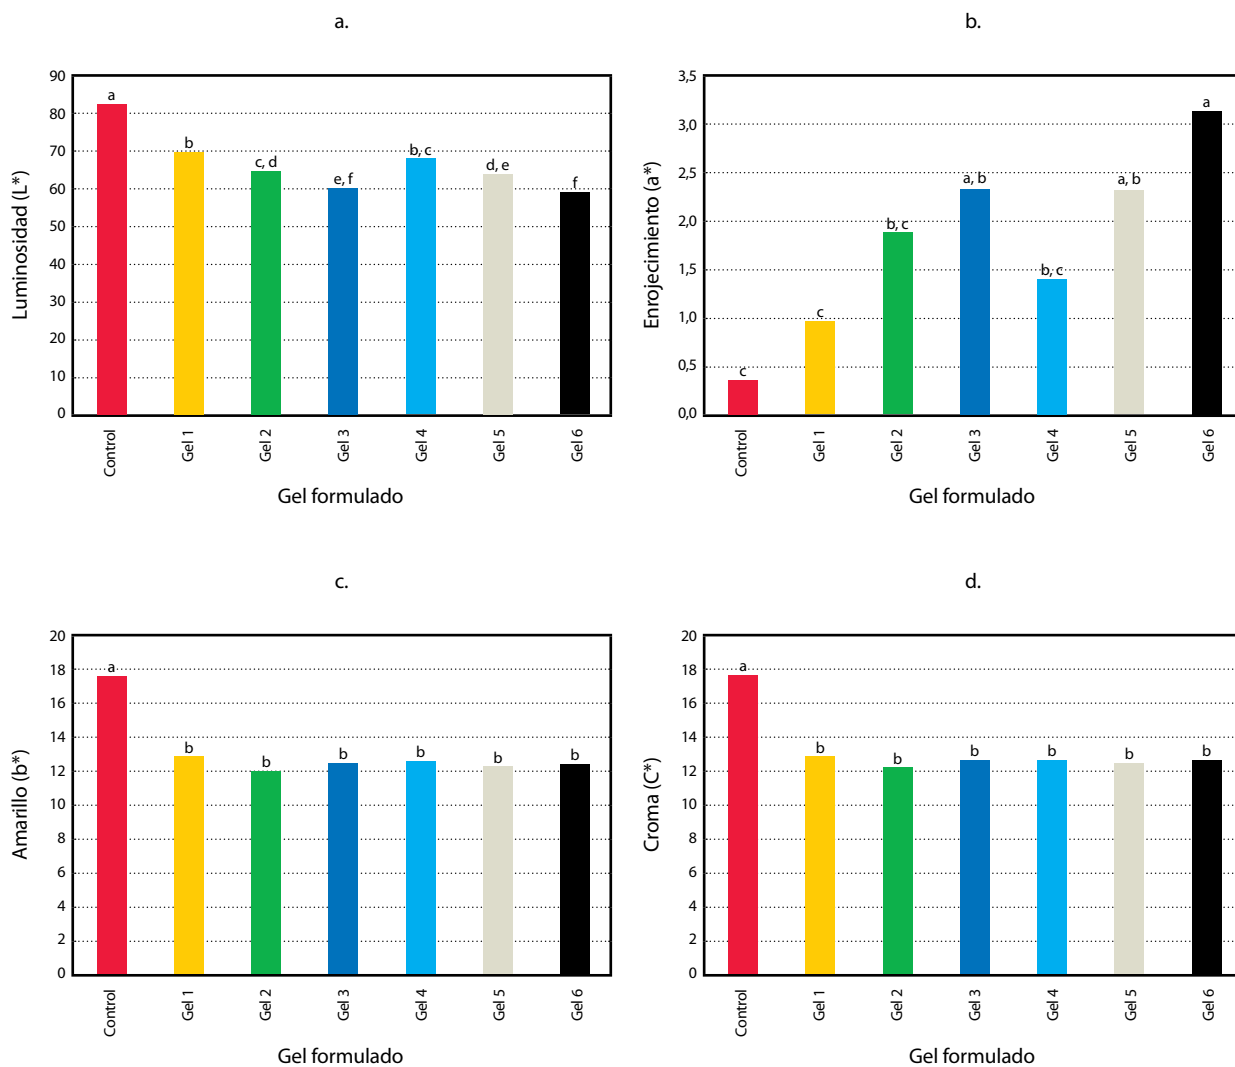 a.
Luminosidad (L*)
90
80
70
60
50
40
30
20
10
0
a
b
c, d
e, f
b, c
d, e
f
Control
Gel 1
Gel 2
Gel 3
Gel 4
Gel 5
Gel 6
Gel formulado
b.
Enrojecimiento (a*)
3,5
3,0
2,5
2,0
1,5
1,0
0,5
0,0
c
c
b, c
a, b
b, c
a, b
a
Control
Gel 1
Gel 2
Gel 3
Gel 4
Gel 5
Gel 6
Gel formulado
c.
Amarillo (b*)
20
18
16
14
12
10
8
6
4
2
0
a
b
b
b
b
b
b
Control
Gel 1
Gel 2
Gel 3
Gel 4
Gel 5
Gel 6
Gel formulado
d.
Croma (C*)
20
18
16
14
12
10
8
6
4
2
0
a
b
b
b
b
b
b
Control
Gel 1
Gel 2
Gel 3
Gel 4
Gel 5
Gel 6
Gel formulado